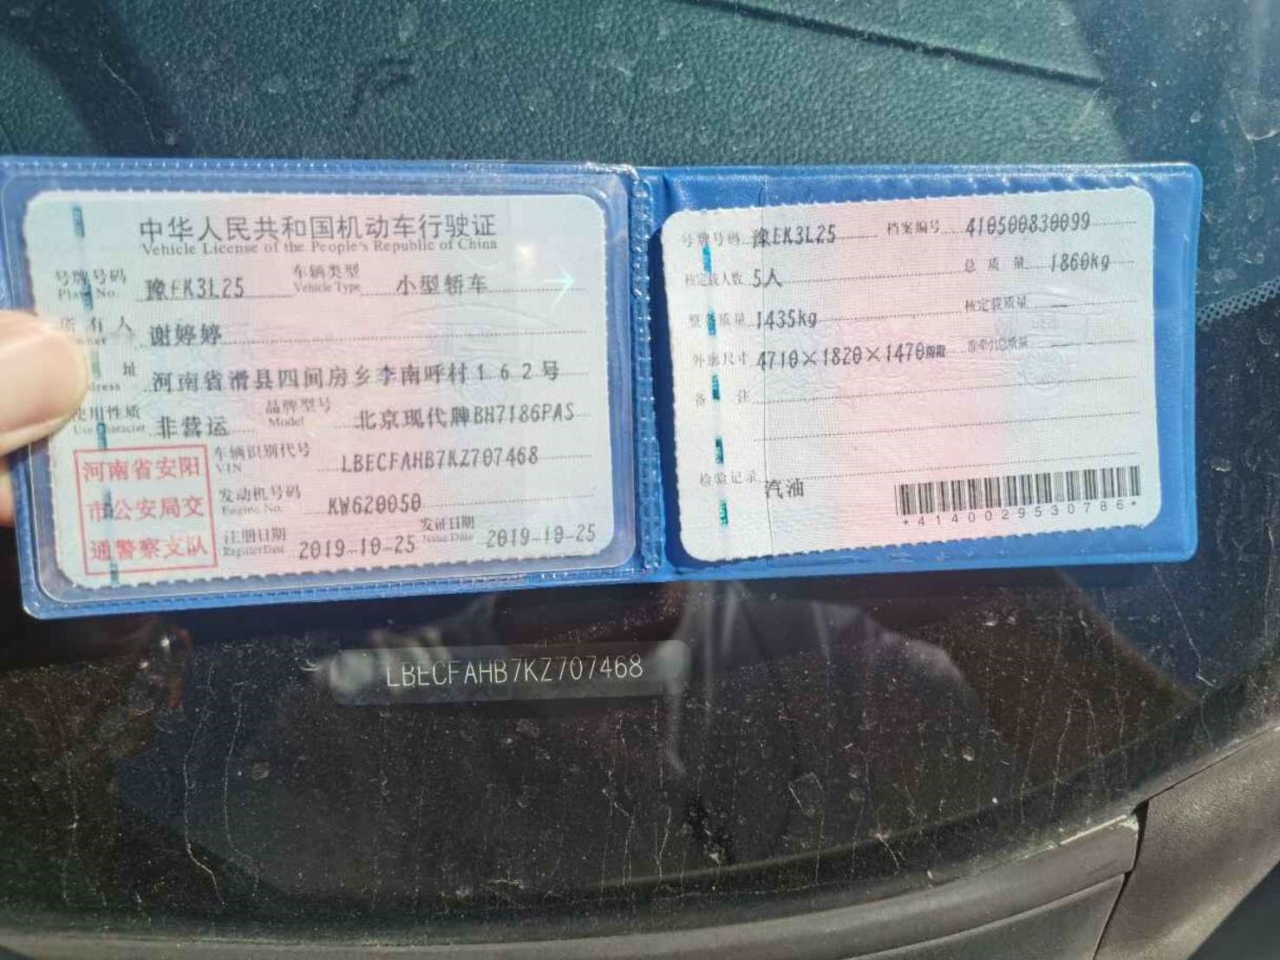 中华人民共和国机动车行驶证
Vehicle License of the People's Republic of China
号牌号码 豫EK3L25 车辆类型 小型轿车
Plate No. Vehicle Type
所有人 谢婷婷
址 河南省滑县四间房乡李南呼村162号
使用性质 非营运 品牌型号 北京现代牌BH7186PAS
Use Character Model
车辆识别代号 LBECFAHB7KZ707468
VIN
发动机号码 KW620050
Engine No.
注册日期 2019-10-25 发证日期 2019-10-25
Register Date Issue Date
河南省安阳
市公安局交
通警察支队
号牌号码 豫EK3L25 档案编号 410500830099
核定载人数 5人 总质量 1860kg
整备质量 1435kg 核定载质量
外廓尺寸 4710×1820×1470mm 准牵引总质量
备注
检验记录 汽油
*4140029530786*
LBECFAHB7KZ707468